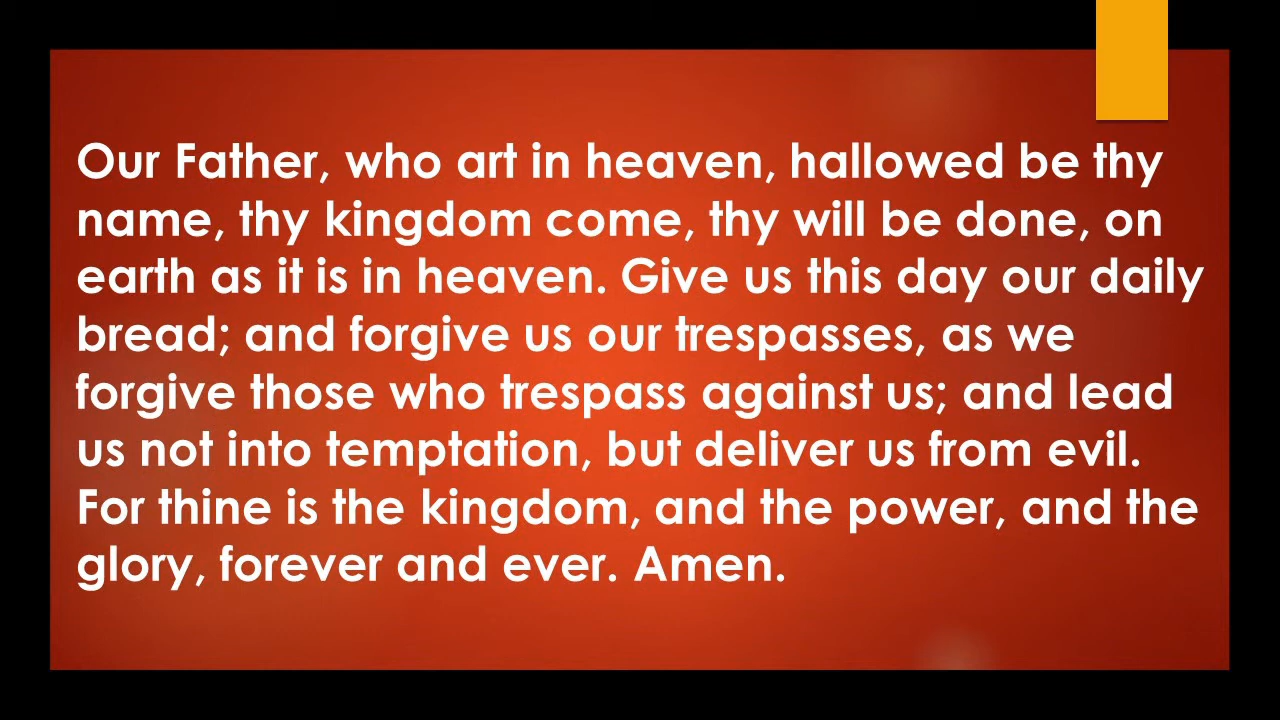 Our Father, who art in heaven, hallowed be thy
name, thy kingdom come, thy will be done, on
earth as it is in heaven. Give us this day our daily
bread; and forgive us our trespasses, as we
forgive those who trespass against us; and lead
us not into temptation, but deliver us from evil.
For thine is the kingdom, and the power, and the
glory, forever and ever. Amen.